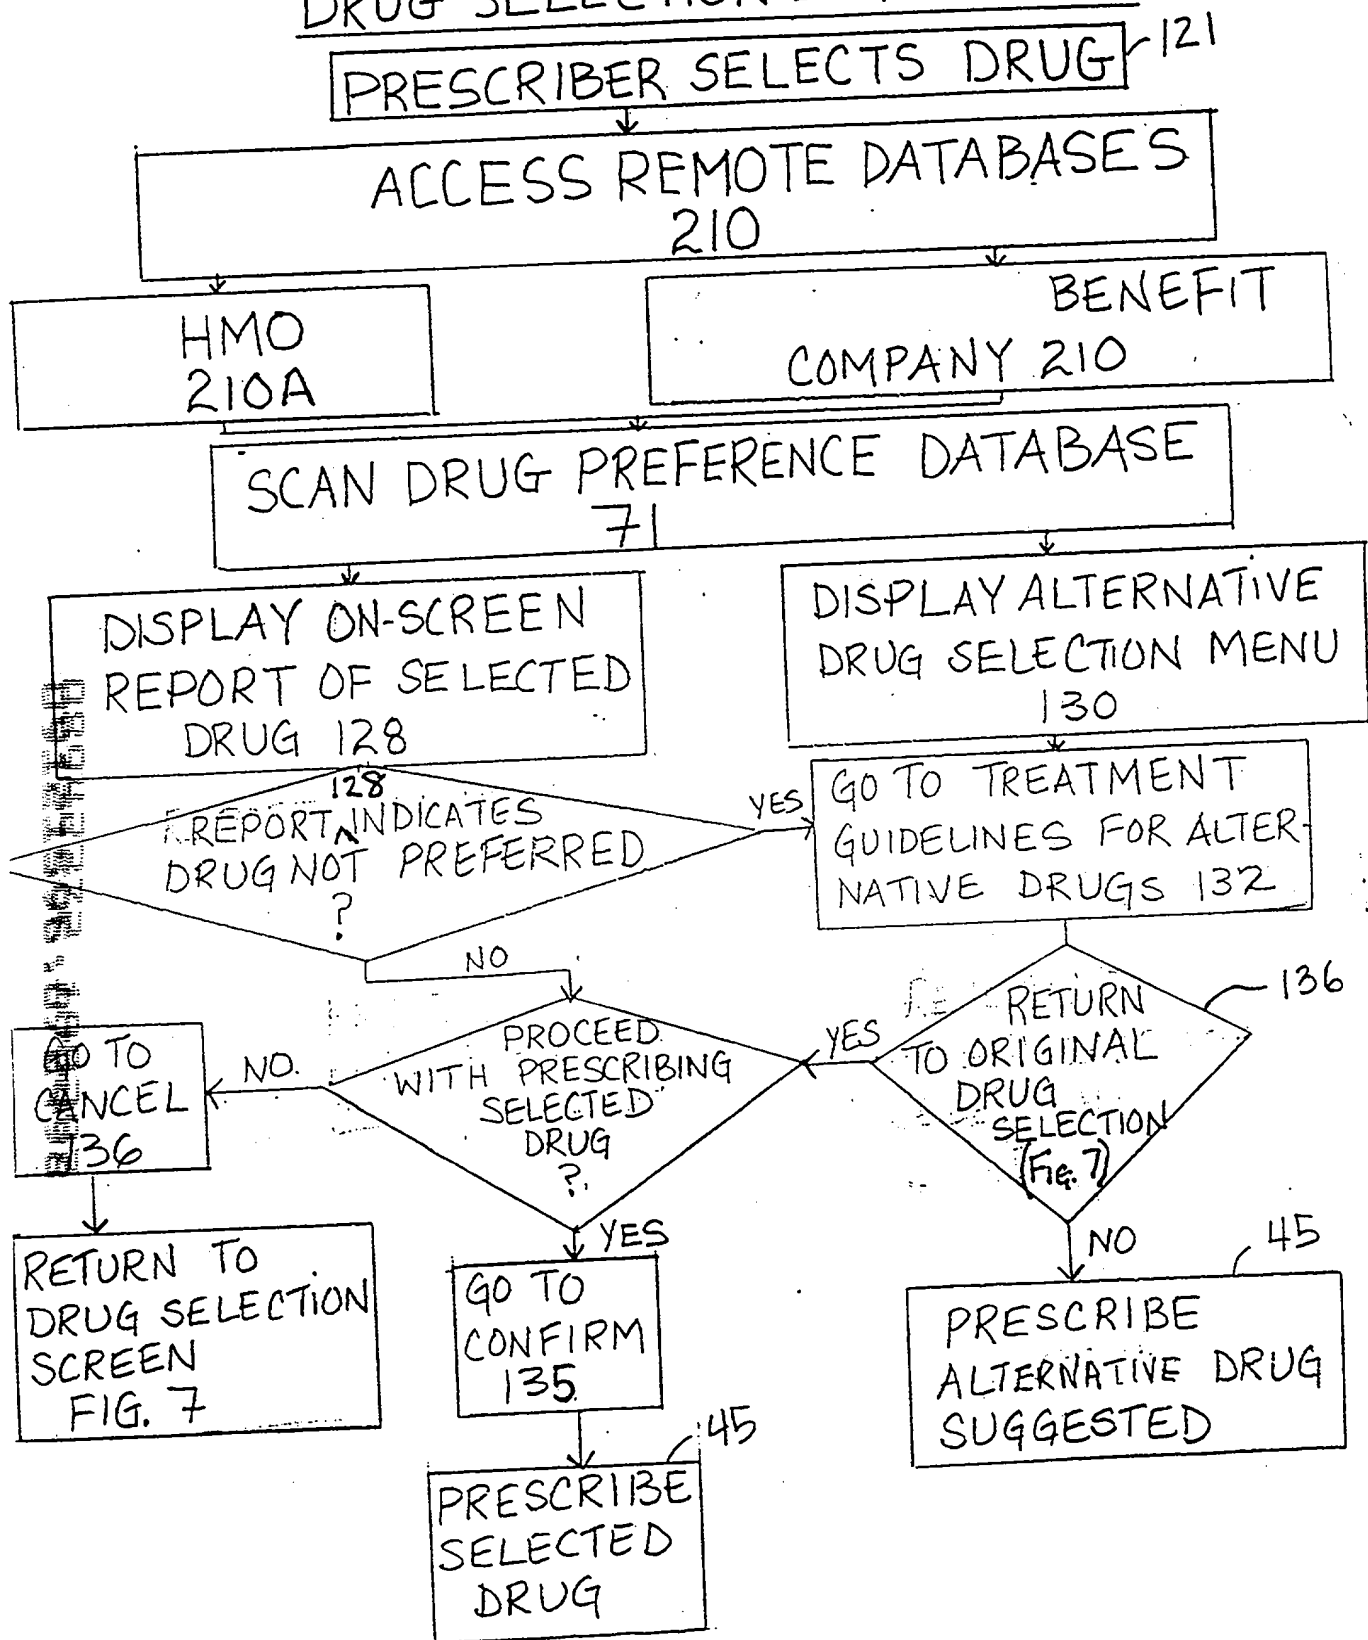 DRUG SELECTION
PRESCRIBER SELECTS DRUG
121
ACCESS REMOTE DATABASES
210
HMO
210A
BENEFIT
COMPANY 210
SCAN DRUG PREFERENCE DATABASE
71
DISPLAY ON-SCREEN
REPORT OF SELECTED
DRUG 128
DISPLAY ALTERNATIVE
DRUG SELECTION MENU
130
128
REPORT ^ INDICATES
DRUG NOT PREFERRED
?
YES
GO TO TREATMENT
GUIDELINES FOR ALTER-
NATIVE DRUGS 132
NO
136
RETURN
TO ORIGINAL
DRUG
SELECTION
(FIG. 7)
YES
PROCEED
WITH PRESCRIBING
SELECTED
DRUG
?
NO.
GO TO
CANCEL
136
RETURN TO
DRUG SELECTION
SCREEN
FIG. 7
YES
GO TO
CONFIRM
135
45
PRESCRIBE
SELECTED
DRUG
NO
45
PRESCRIBE
ALTERNATIVE DRUG
SUGGESTED